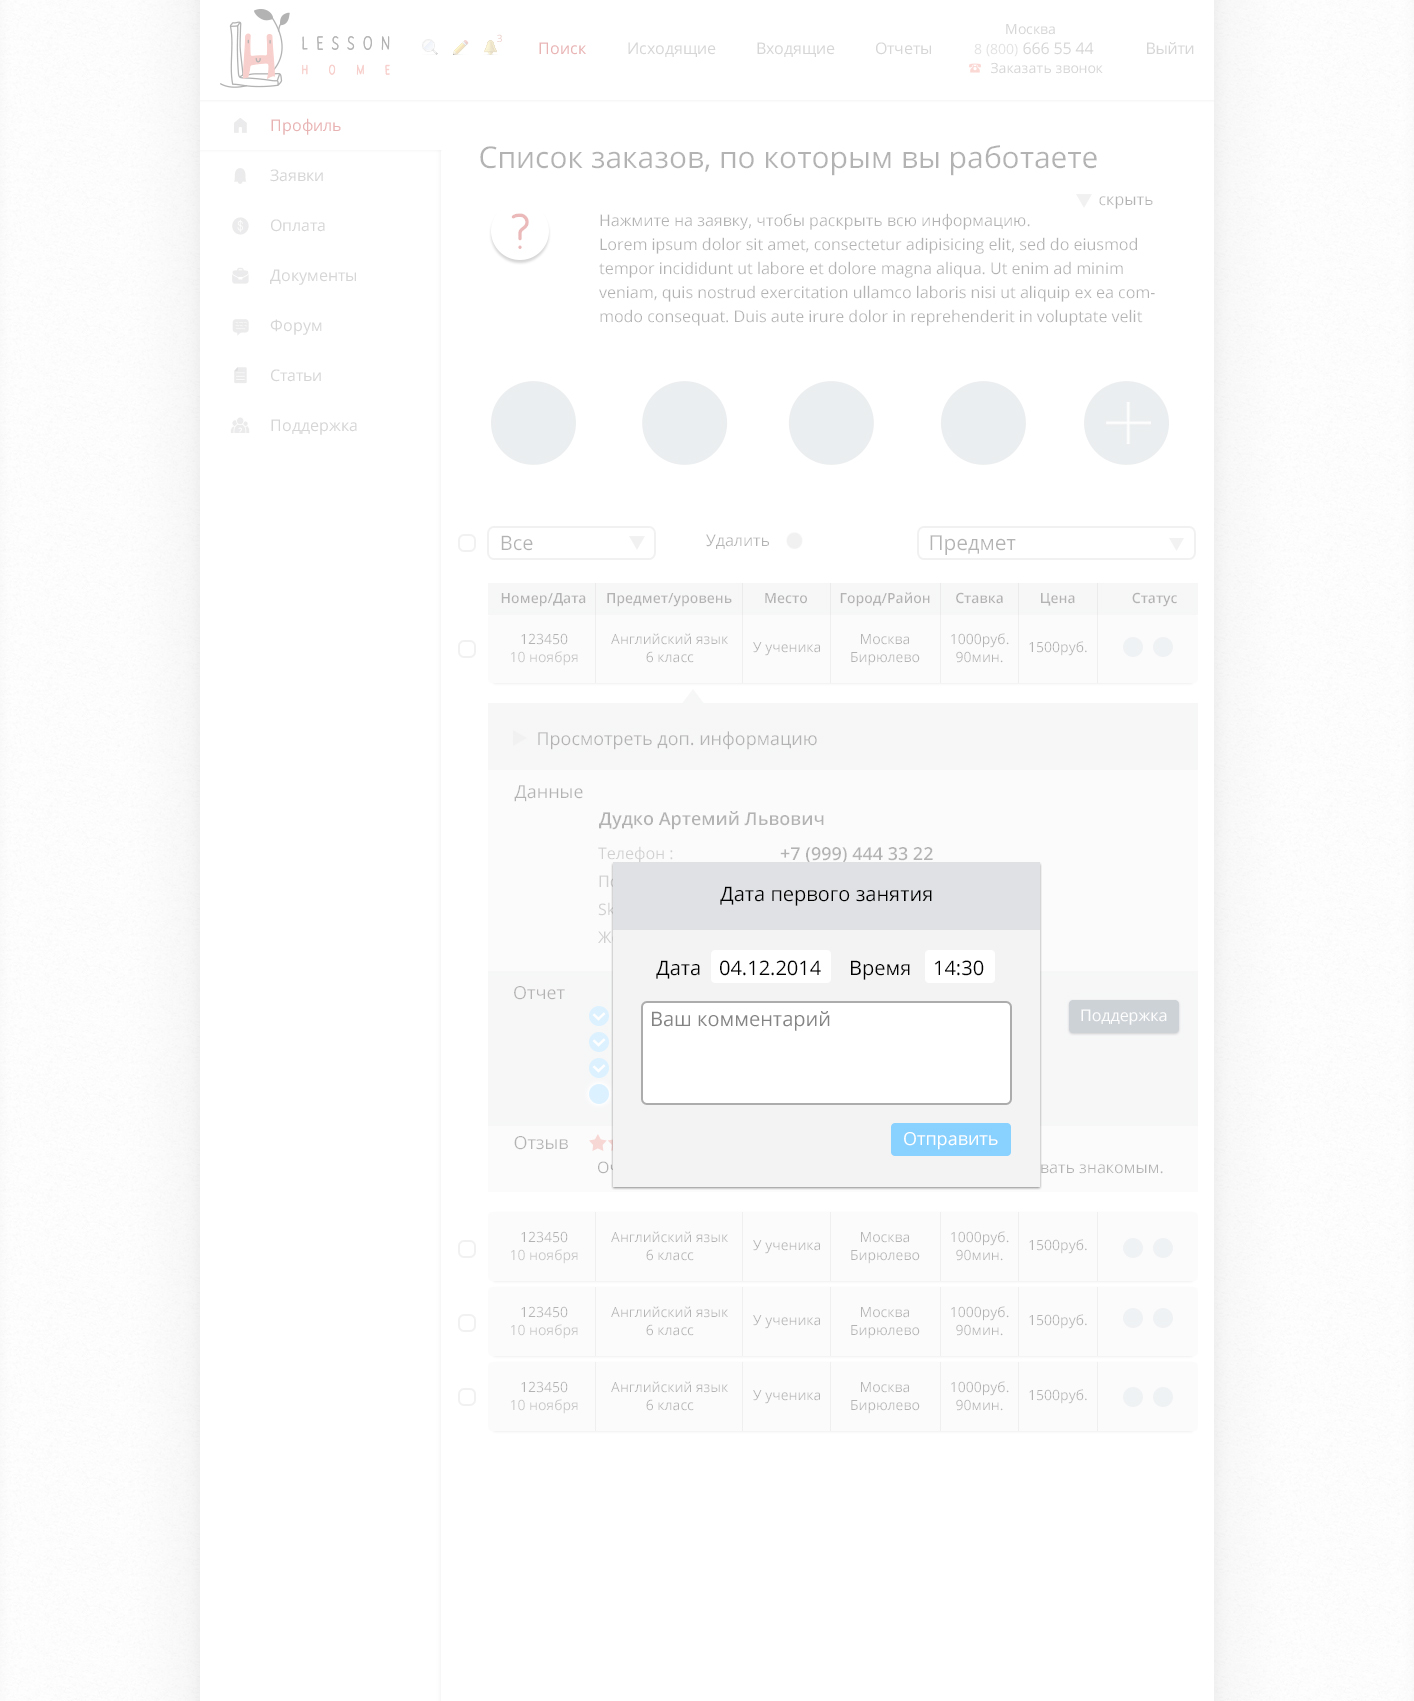 LESSON
HOME
3
Поиск
Исходящие
Входящие
Отчеты
Москва
8 (800) 666 55 44
Заказать звонок
Выйти
Профиль
Заявки
Оплата
Документы
Форум
Статьи
Поддержка
Список заказов, по которым вы работаете
скрыть
?
Нажмите на заявку, чтобы раскрыть всю информацию.
Lorem ipsum dolor sit amet, consectetur adipisicing elit, sed do eiusmod
tempor incididunt ut labore et dolore magna aliqua. Ut enim ad minim
veniam, quis nostrud exercitation ullamco laboris nisi ut aliquip ex ea com-
modo consequat. Duis aute irure dolor in reprehenderit in voluptate velit
Все
Удалить
Предмет
Номер/Дата Предмет/уровень Место Город/Район Ставка Цена Статус
123450 Английский язык У ученика Москва 1000руб. 1500руб.
10 ноября 6 класс Бирюлево 90мин.
Просмотреть доп. информацию
Данные
Дудко Артемий Львович
Телефон : +7 (999) 444 33 22
Дата первого занятия
Дата 04.12.2014 Время 14:30
Ваш комментарий
Отправить
Отчет
Поддержка
Отзыв
вать знакомым.
123450 Английский язык У ученика Москва 1000руб. 1500руб.
10 ноября 6 класс Бирюлево 90мин.
123450 Английский язык У ученика Москва 1000руб. 1500руб.
10 ноября 6 класс Бирюлево 90мин.
123450 Английский язык У ученика Москва 1000руб. 1500руб.
10 ноября 6 класс Бирюлево 90мин.